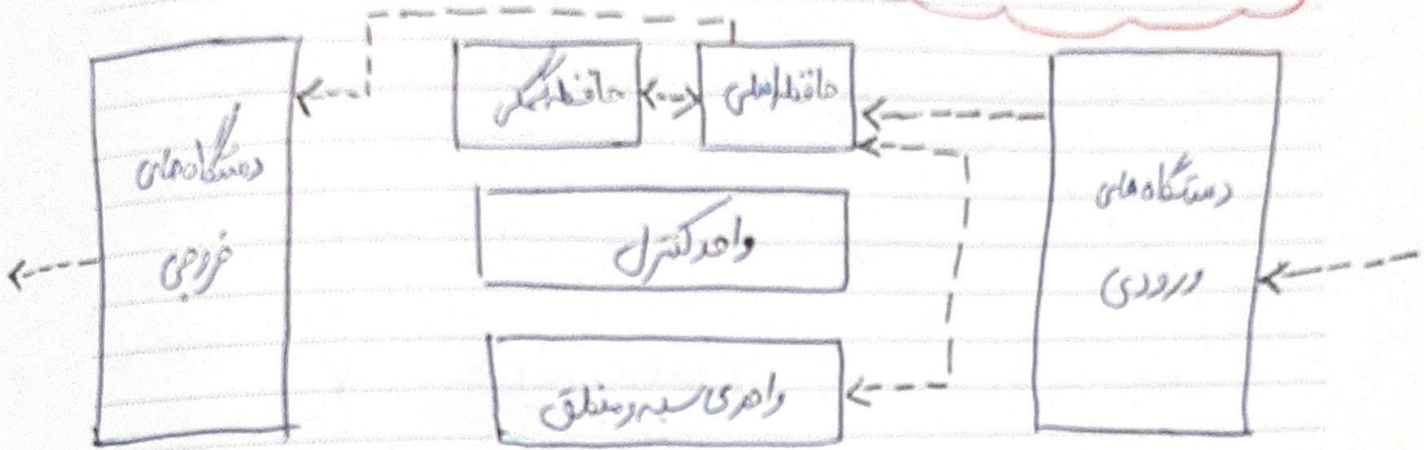 دستگاه‌های
ورودی
حافظه اصلی
حافظه کمکی
واحد کنترل
واحد محاسبه و منطق
دستگاه‌های
خروجی